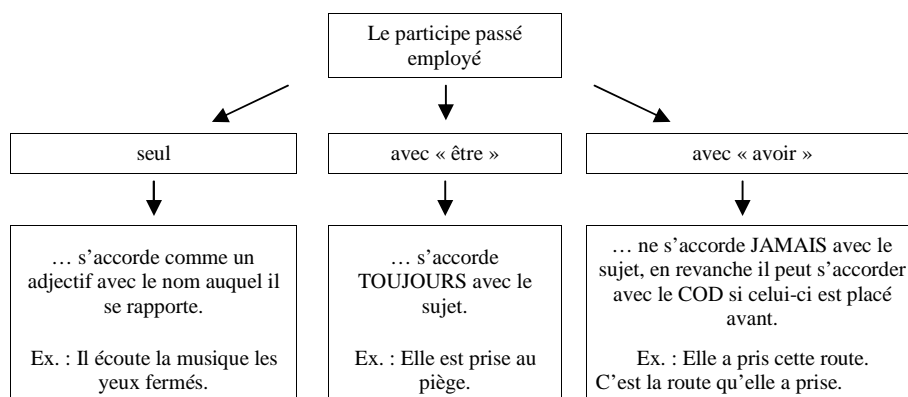 Le participe passé
employé
seul
avec « être »
avec « avoir »
… s’accorde comme un
adjectif avec le nom auquel il
se rapporte.
Ex. : Il écoute la musique les
yeux fermés.
… s’accorde
TOUJOURS avec le
sujet.
Ex. : Elle est prise au
piège.
… ne s’accorde JAMAIS avec le
sujet, en revanche il peut s’accorder
avec le COD si celui-ci est placé
avant.
Ex. : Elle a pris cette route.
C’est la route qu’elle a prise.